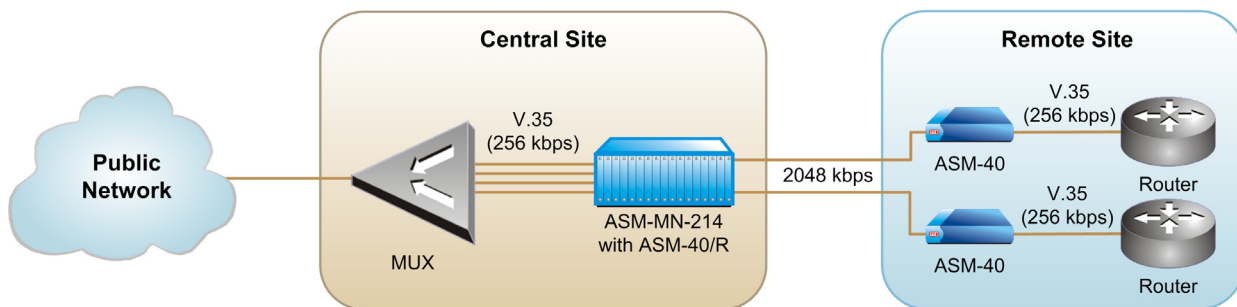 Public
Network
Central Site
V.35
(256 kbps)
MUX
ASM-MN-214
with ASM-40/R
2048 kbps
Remote Site
ASM-40
V.35
(256 kbps)
Router
ASM-40
V.35
(256 kbps)
Router